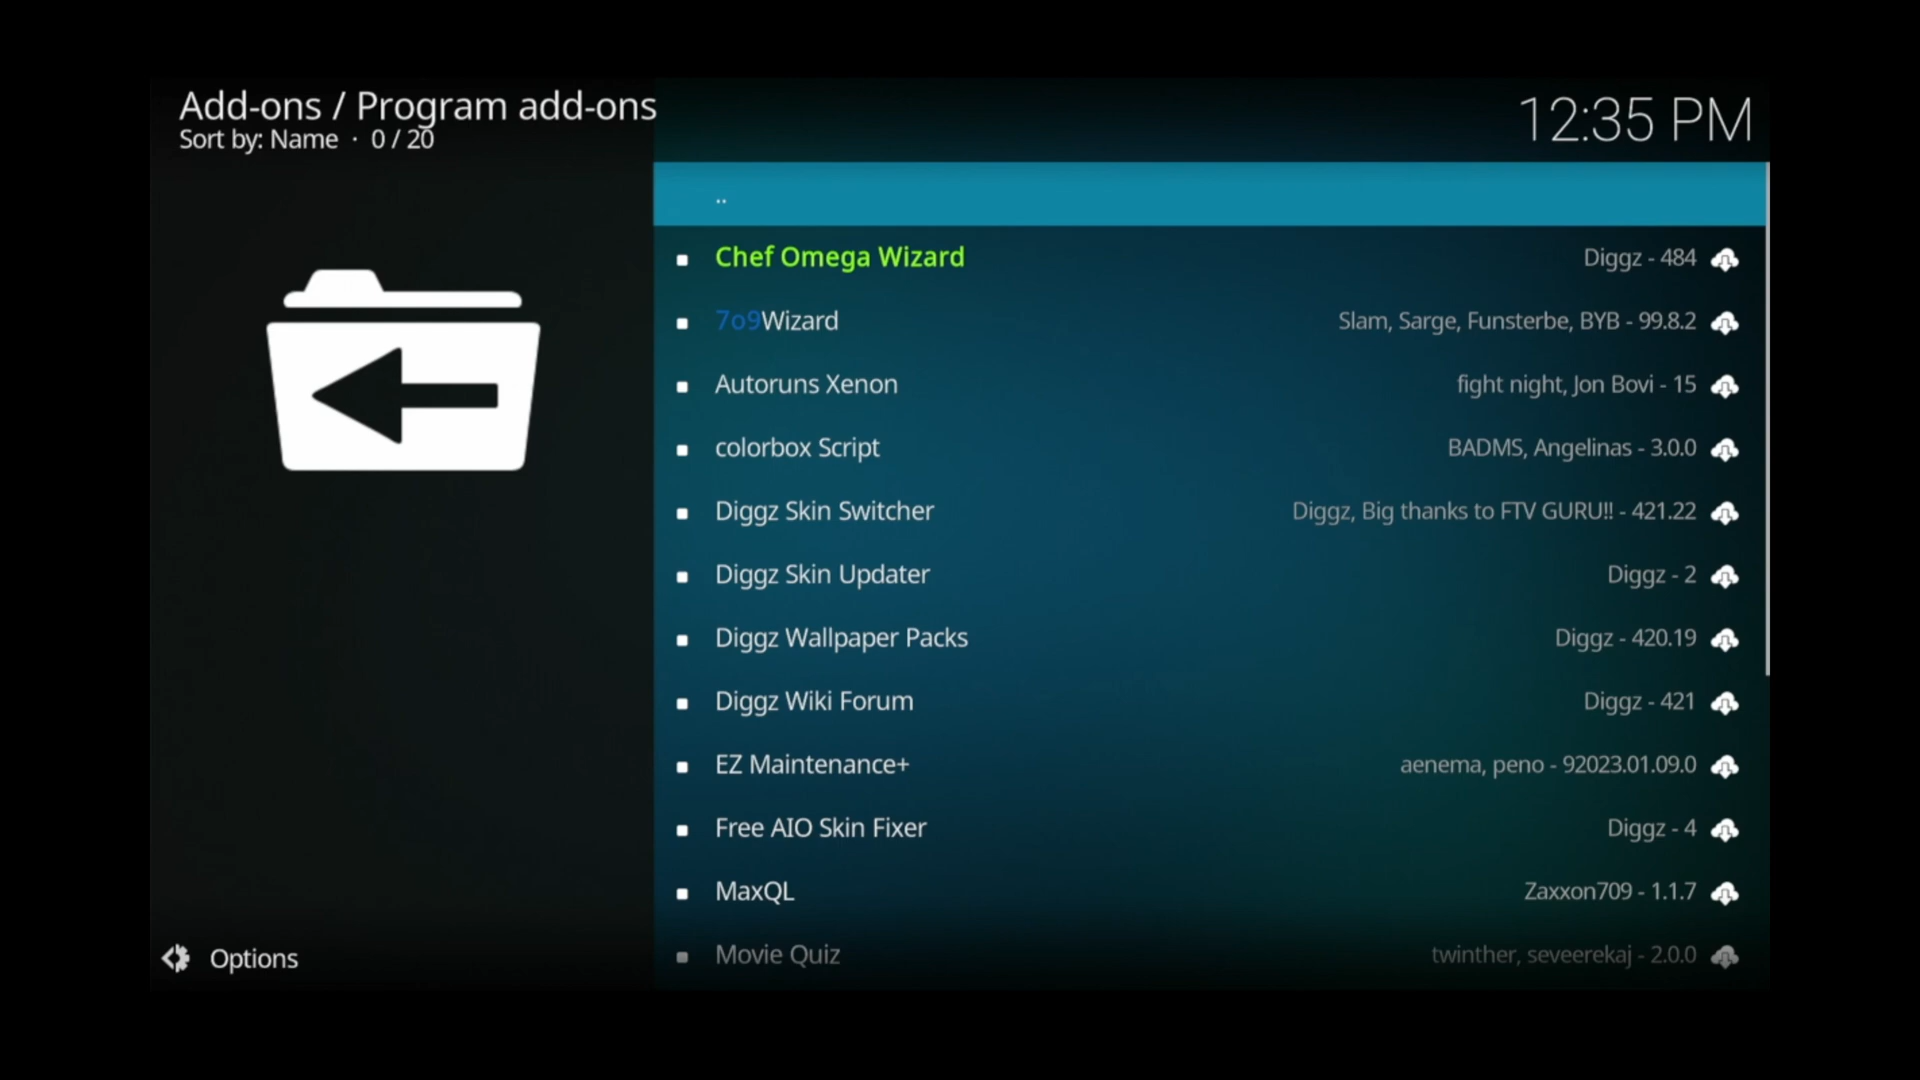 Add-ons / Program add-ons
Sort by: Name · 0 / 20
12:35 PM
..
Chef Omega Wizard Diggz - 484
7o9Wizard Slam, Sarge, Funsterbe, BYB - 99.8.2
Autoruns Xenon fight night, Jon Bovi - 15
colorbox Script BADMS, Angelinas - 3.0.0
Diggz Skin Switcher Diggz, Big thanks to FTV GURU!! - 421.22
Diggz Skin Updater Diggz - 2
Diggz Wallpaper Packs Diggz - 420.19
Diggz Wiki Forum Diggz - 421
EZ Maintenance+ aenema, peno - 92023.01.09.0
Free AIO Skin Fixer Diggz - 4
MaxQL Zaxxon709 - 1.1.7
Movie Quiz twinther, seveerekaj - 2.0.0
Options